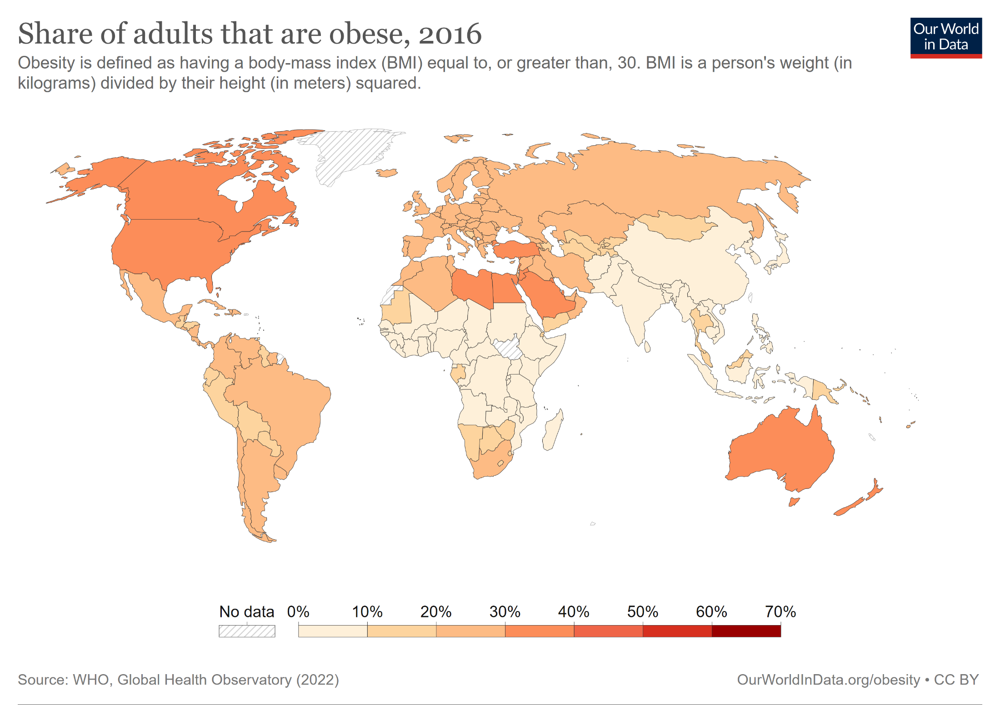 Share of adults that are obese, 2016
Our World
in Data
Obesity is defined as having a body-mass index (BMI) equal to, or greater than, 30. BMI is a person's weight (in
kilograms) divided by their height (in meters) squared.
No data 0% 10% 20% 30% 40% 50% 60% 70%
Source: WHO, Global Health Observatory (2022)
OurWorldInData.org/obesity • CC BY